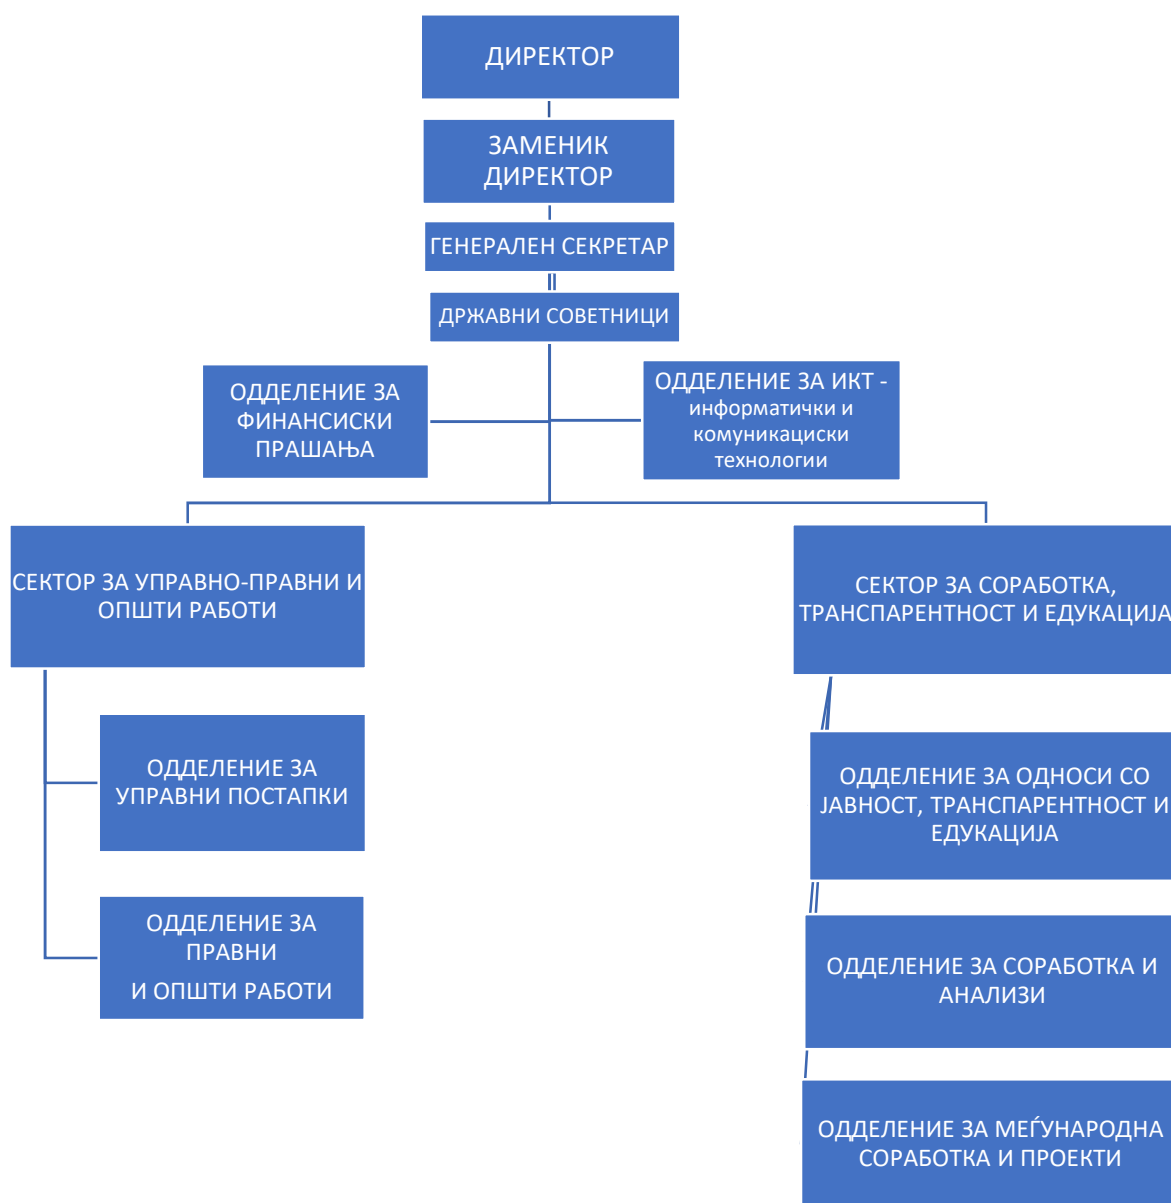 ДИРЕКТОР
ЗАМЕНИК
ДИРЕКТОР
ГЕНЕРАЛЕН СЕКРЕТАР
ДРЖАВНИ СОВЕТНИЦИ
ОДДЕЛЕНИЕ ЗА
ФИНАНСИСКИ
ПРАШАЊА
ОДДЕЛЕНИЕ ЗА ИКТ -
информатички и
комуникациски
технологии
СЕКТОР ЗА УПРАВНО-ПРАВНИ И
ОПШТИ РАБОТИ
СЕКТОР ЗА СОРАБОТКА,
ТРАНСПАРЕНТНОСТ И ЕДУКАЦИЈА
ОДДЕЛЕНИЕ ЗА
УПРАВНИ ПОСТАПКИ
ОДДЕЛЕНИЕ ЗА
ПРАВНИ
И ОПШТИ РАБОТИ
ОДДЕЛЕНИЕ ЗА ОДНОСИ СО
ЈАВНОСТ, ТРАНСПАРЕНТНОСТ И
ЕДУКАЦИЈА
ОДДЕЛЕНИЕ ЗА СОРАБОТКА И
АНАЛИЗИ
ОДДЕЛЕНИЕ ЗА МЕЃУНАРОДНА
СОРАБОТКА И ПРОЕКТИ